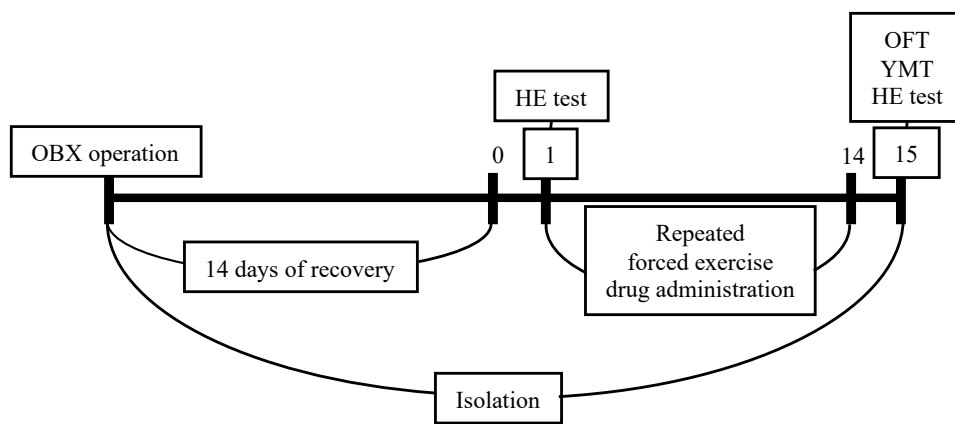 OFT
YMT
HE test
HE test
OBX operation
0
1
14
15
14 days of recovery
Repeated
forced exercise
drug administration
Isolation